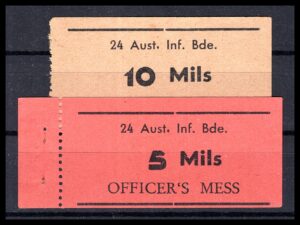 24 Aust. Inf. Bde.
10 Mils
24 Aust. Inf. Bde.
5 Mils
OFFICER'S MESS